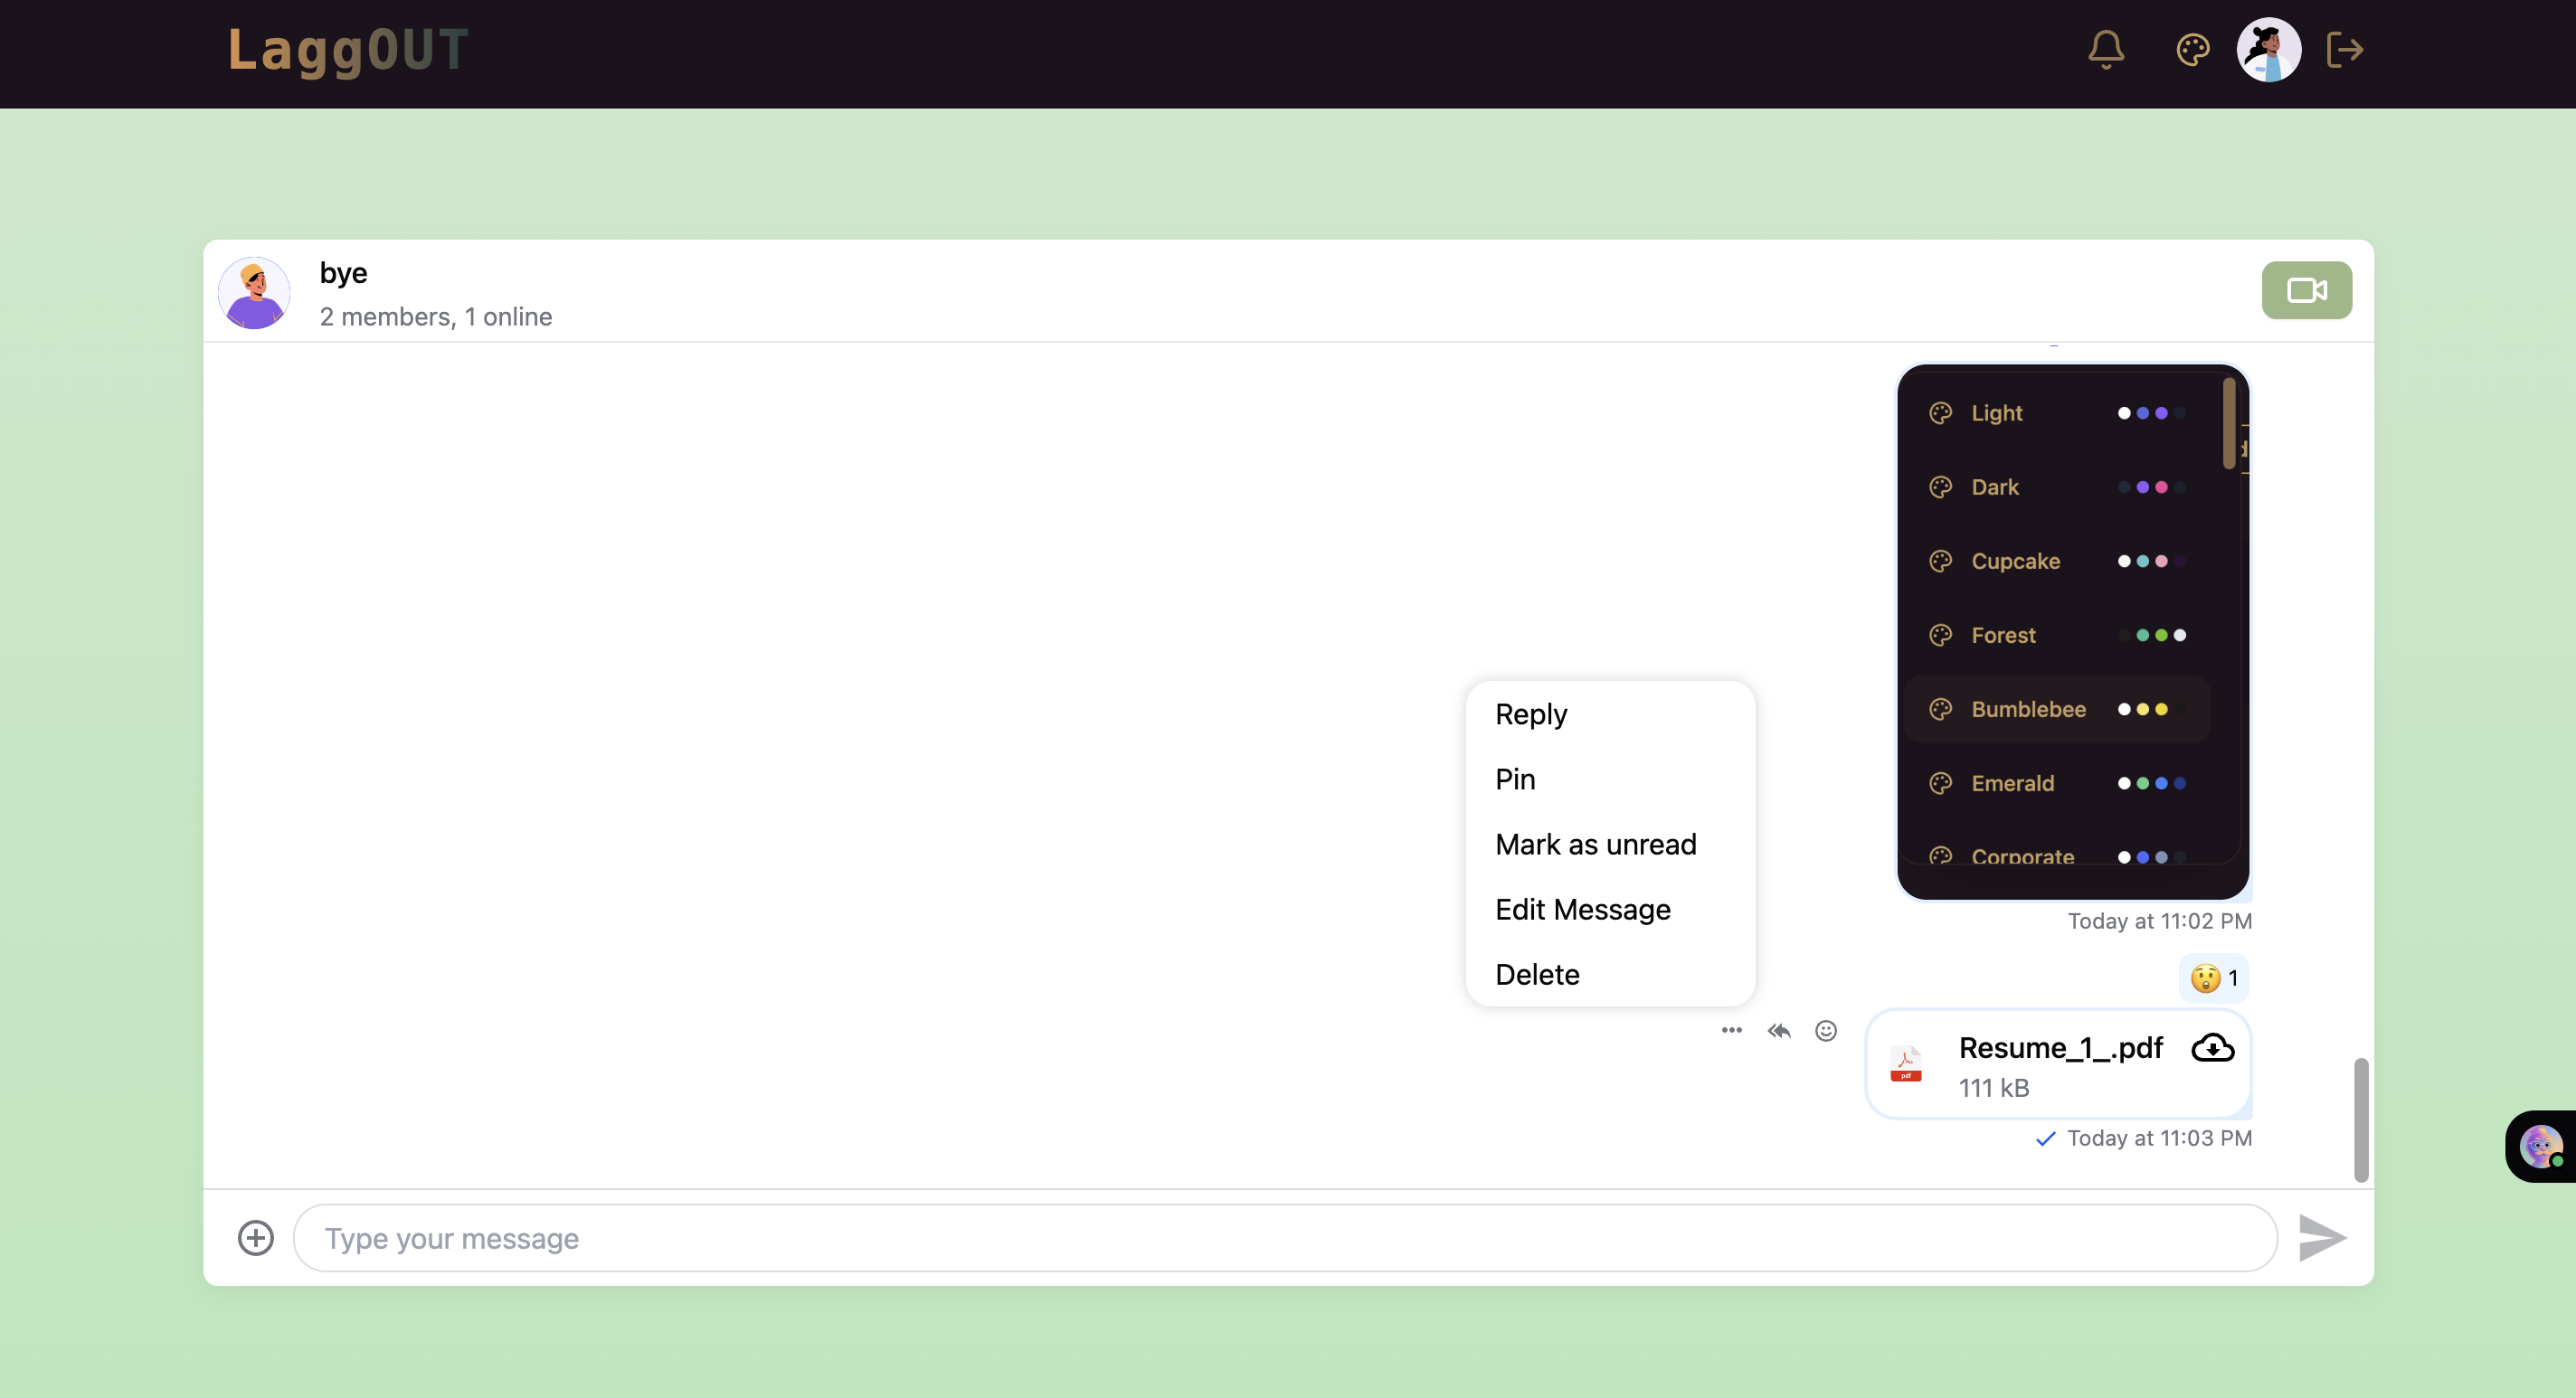 LaggOUT
bye
2 members, 1 online
Light
Dark
Cupcake
Forest
Bumblebee
Emerald
Corporate
Today at 11:02 PM
Reply
Pin
Mark as unread
Edit Message
Delete
1
Resume_1_.pdf
pdf
111 kB
Today at 11:03 PM
Type your message